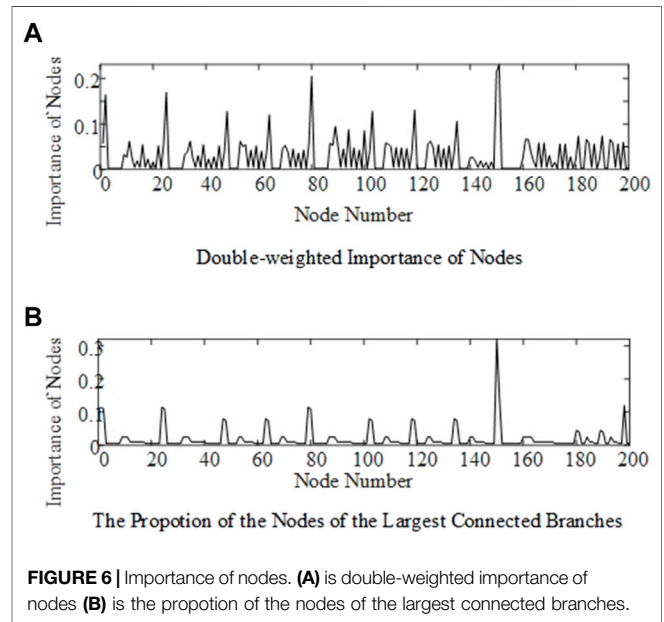 A
Importance of Nodes
0.2
0.1
0
0 20 40 60 80 100 120 140 160 180 200
Node Number
Double-weighted Importance of Nodes
B
Importance of Nodes
0.3
0.2
0.1
0
0 20 40 60 80 100 120 140 160 180 200
Node Number
The Propotion of the Nodes of the Largest Connected Branches
FIGURE 6 | Importance of nodes. (A) is double-weighted importance of
nodes (B) is the propotion of the nodes of the largest connected branches.